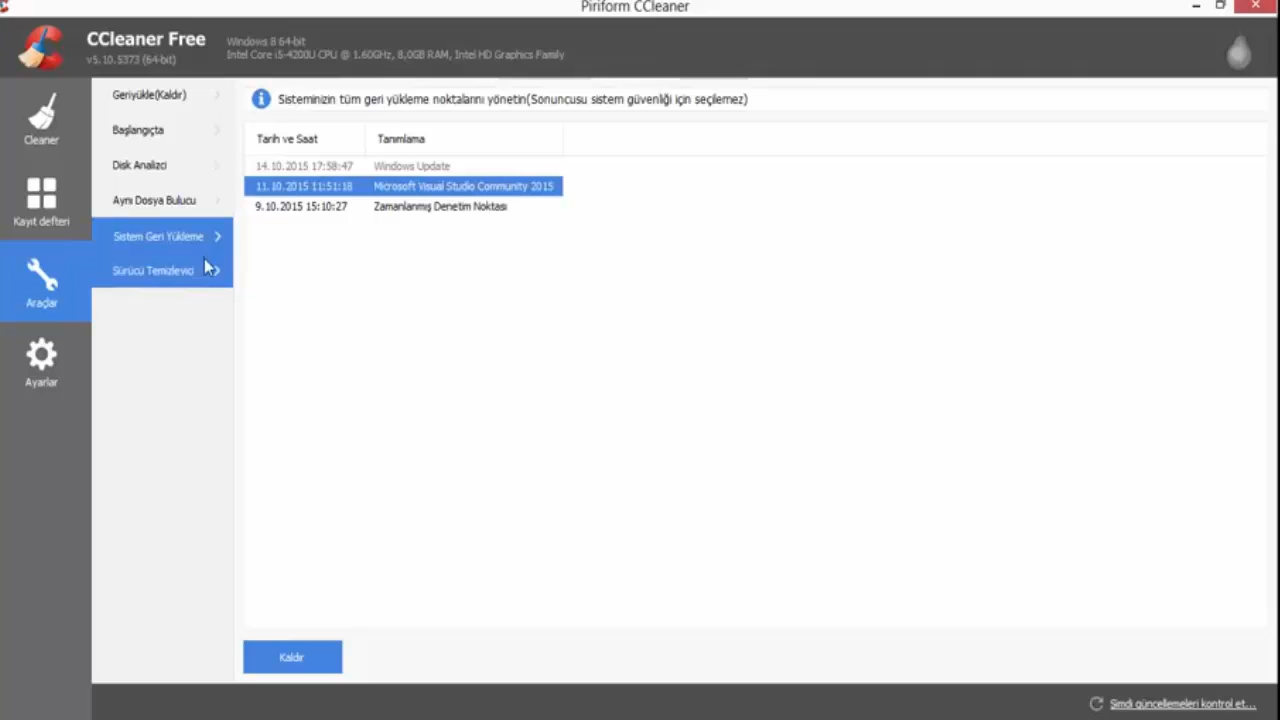 Piriform CCleaner
CCleaner Free
v5.10.5373 (64-bit)
Windows 8 64-bit
Intel Core i5-4200U CPU @ 1.60GHz, 8,0GB RAM, Intel HD Graphics Family
Cleaner
Kayıt defteri
Araçlar
Ayarlar
Geriyükle(Kaldır)
Başlangıçta
Disk Analizci
Aynı Dosya Bulucu
Sistem Geri Yükleme
Sürücü Temizleyici
Sisteminizin tüm geri yükleme noktalarını yönetin(Sonuncusu sistem güvenliği için seçilemez)
Tarih ve Saat Tanımlama
14.10.2015 17:58:47 Windows Update
11.10.2015 11:51:18 Microsoft Visual Studio Community 2015
9.10.2015 15:10:27 Zamanlanmış Denetim Noktası
Kaldır
Şimdi güncellemeleri kontrol et...